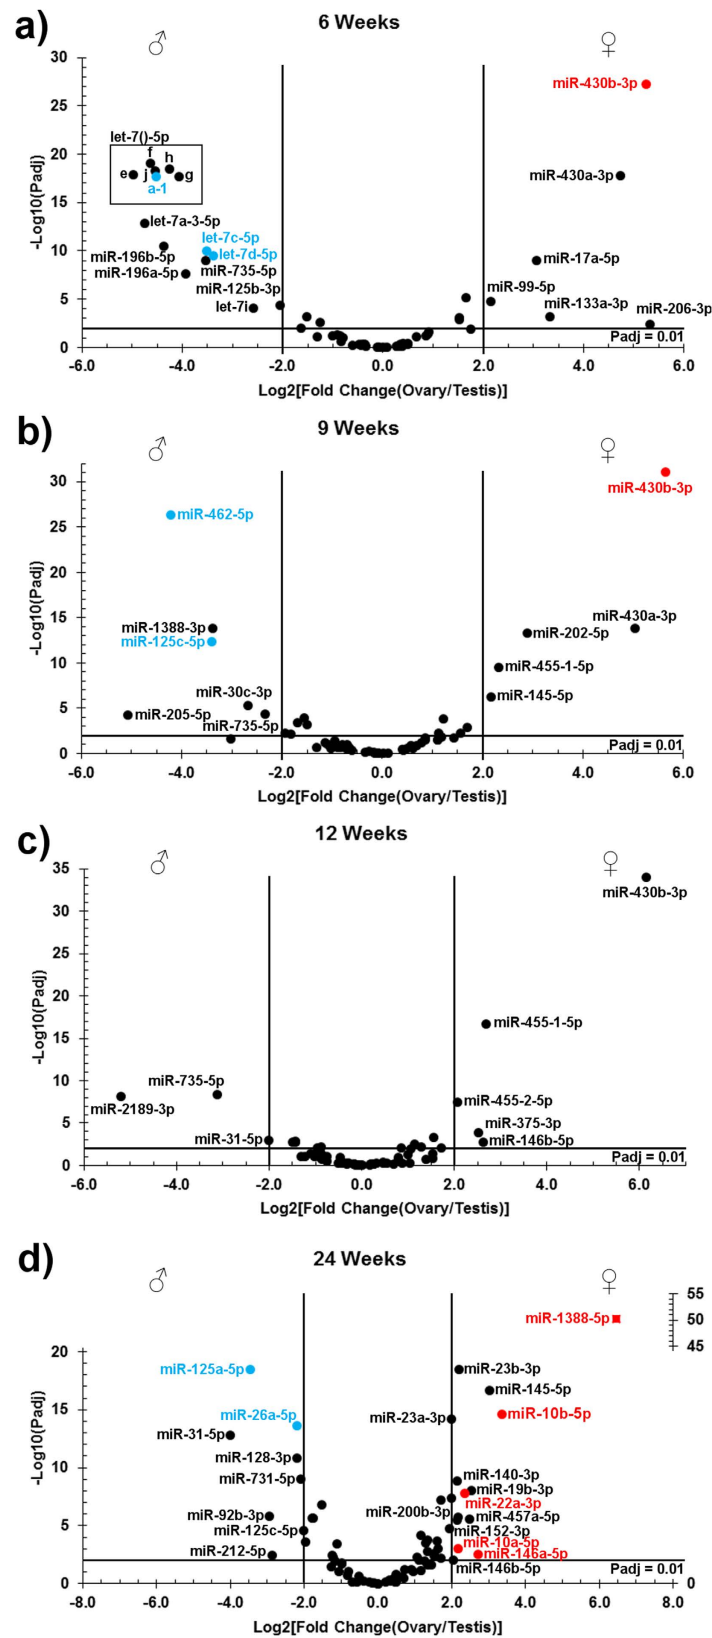 a)
6 Weeks
♂
♀
30
25
20
15
10
5
0
-Log10(Padj)
miR-430b-3p
let-7()-5p
f
h
e
j
g
a-1
miR-430a-3p
let-7a-3-5p
let-7c-5p
miR-196b-5p
let-7d-5p
miR-17a-5p
miR-196a-5p
miR-735-5p
miR-125b-3p
miR-99-5p
let-7i
miR-133a-3p
miR-206-3p
Padj = 0.01
-6.0 -4.0 -2.0 0.0 2.0 4.0 6.0
Log2[Fold Change(Ovary/Testis)]
b)
9 Weeks
♂
♀
30
25
20
15
10
5
0
-Log10(Padj)
miR-430b-3p
miR-462-5p
miR-430a-3p
miR-1388-3p
miR-202-5p
miR-125c-5p
miR-455-1-5p
miR-30c-3p
miR-145-5p
miR-205-5p
miR-735-5p
Padj = 0.01
-6.0 -4.0 -2.0 0.0 2.0 4.0 6.0
Log2[Fold Change(Ovary/Testis)]
c)
12 Weeks
♂
♀
35
30
25
20
15
10
5
0
-Log10(Padj)
miR-430b-3p
miR-455-1-5p
miR-735-5p
miR-2189-3p
miR-455-2-5p
miR-375-3p
miR-31-5p
miR-146b-5p
Padj = 0.01
-6.0 -4.0 -2.0 0.0 2.0 4.0 6.0
Log2[Fold Change(Ovary/Testis)]
d)
24 Weeks
♂
♀
55
50
45
0
20
15
10
5
0
-Log10(Padj)
miR-1388-5p
miR-125a-5p
miR-23b-3p
miR-145-5p
miR-26a-5p
miR-23a-3p
miR-10b-5p
miR-31-5p
miR-128-3p
miR-140-3p
miR-731-5p
miR-19b-3p
miR-22a-3p
miR-92b-3p
miR-200b-3p
miR-457a-5p
miR-125c-5p
miR-152-3p
miR-10a-5p
miR-212-5p
miR-146a-5p
miR-146b-5p
Padj = 0.01
-8.0 -6.0 -4.0 -2.0 0.0 2.0 4.0 6.0 8.0
Log2[Fold Change(Ovary/Testis)]